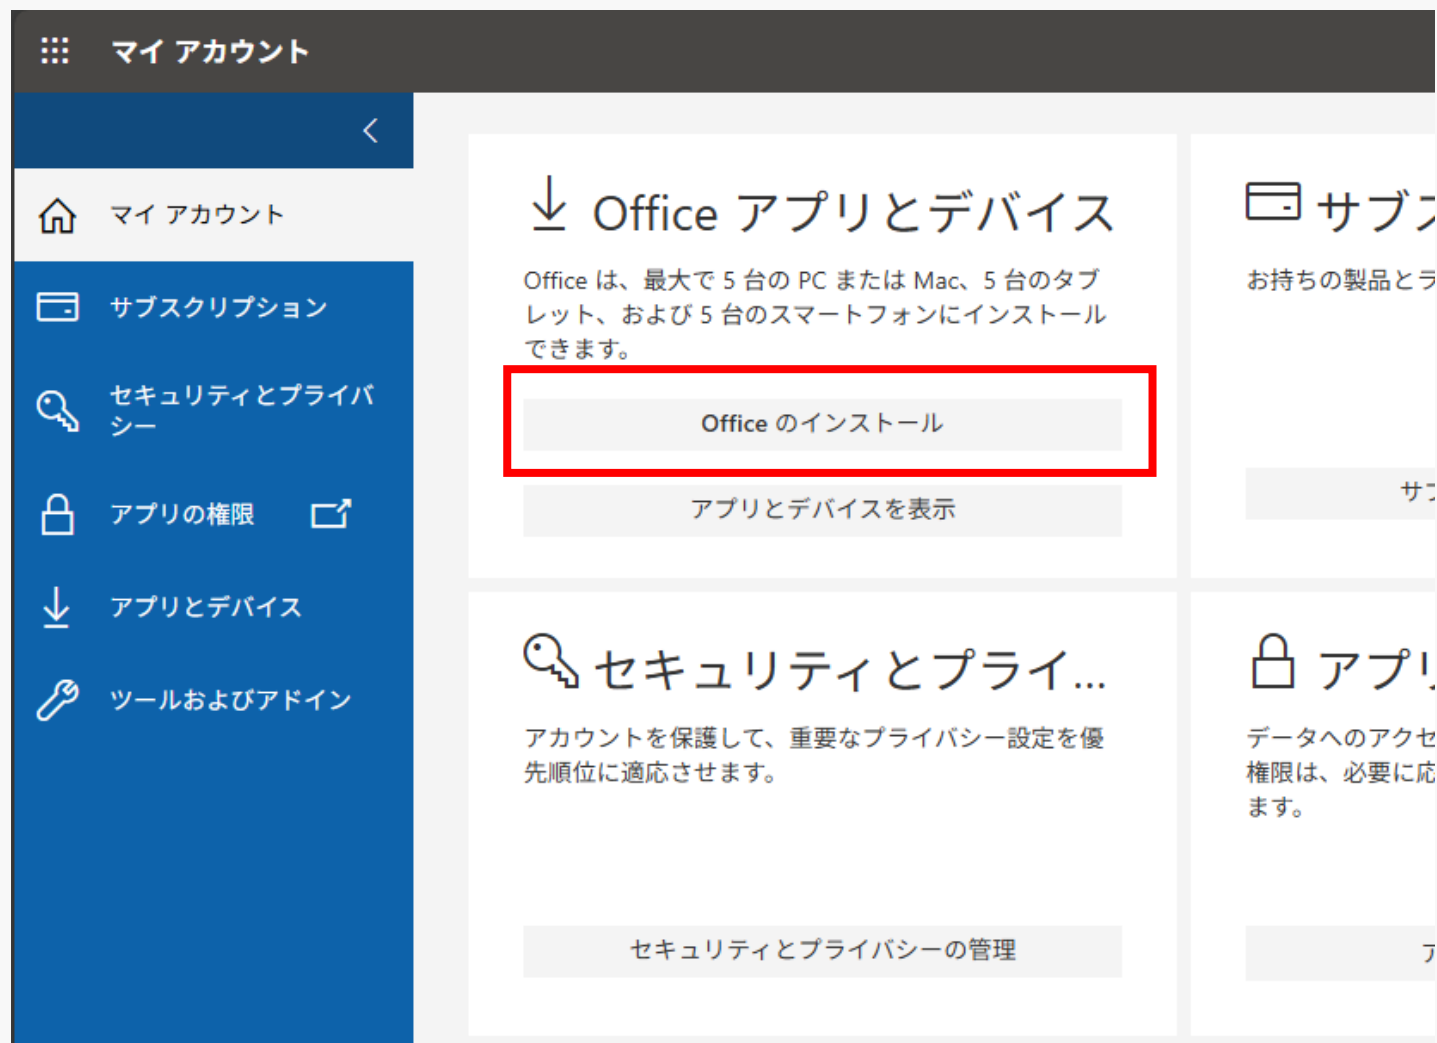 マイ アカウント
マイ アカウント
サブスクリプション
セキュリティとプライバ
シー
アプリの権限
アプリとデバイス
ツールおよびアドイン
Office アプリとデバイス
Office は、最大で 5 台の PC または Mac、5 台のタブ
レット、および 5 台のスマートフォンにインストール
できます。
Office のインストール
アプリとデバイスを表示
サブス
お持ちの製品とラ
サブ
セキュリティとプライ...
アカウントを保護して、重要なプライバシー設定を優
先順位に適応させます。
セキュリティとプライバシーの管理
アプリ
データへのアクセ
権限は、必要に応
ます。
ア